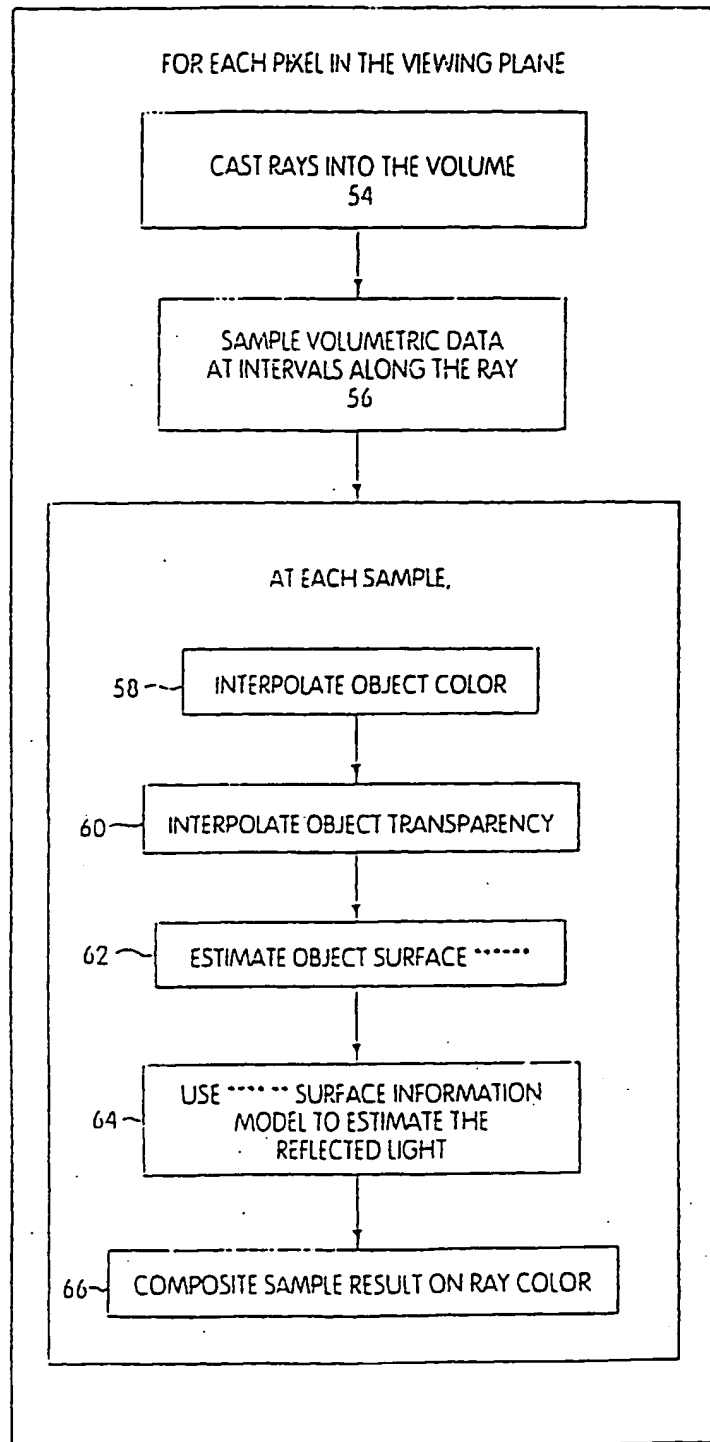 FOR EACH PIXEL IN THE VIEWING PLANE
CAST RAYS INTO THE VOLUME
54
SAMPLE VOLUMETRIC DATA
AT INTERVALS ALONG THE RAY
56
AT EACH SAMPLE,
58
INTERPOLATE OBJECT COLOR
60
INTERPOLATE OBJECT TRANSPARENCY
62
ESTIMATE OBJECT SURFACE ······
64
USE ······ SURFACE INFORMATION
MODEL TO ESTIMATE THE
REFLECTED LIGHT
66
COMPOSITE SAMPLE RESULT ON RAY COLOR